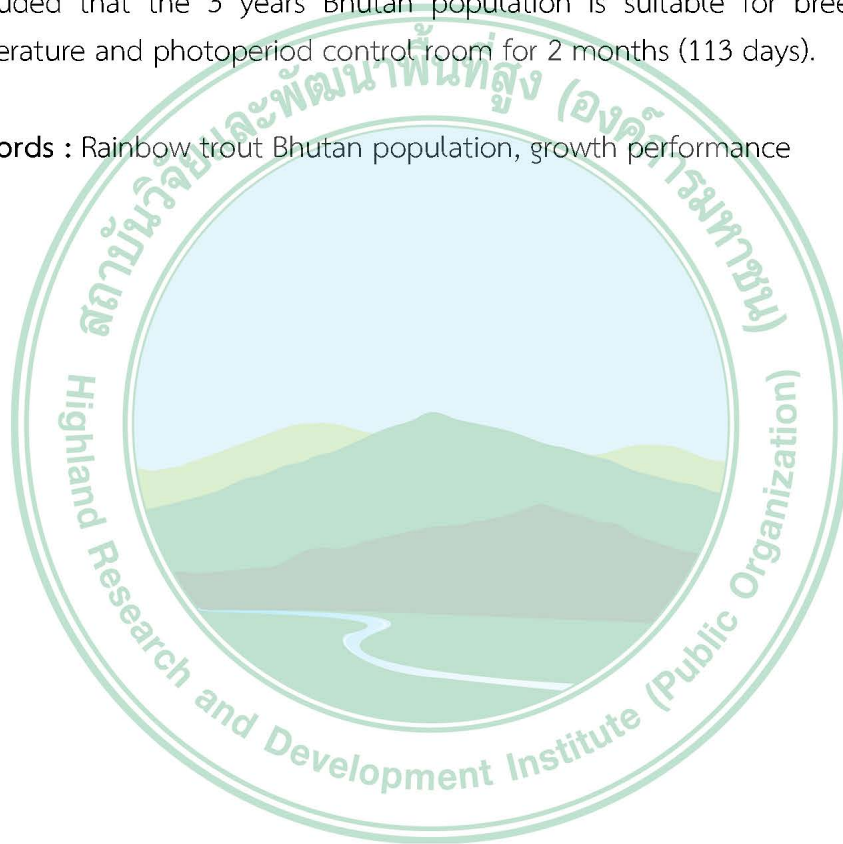 uded that the 3 years Bhutan population is suitable for bree
erature and photoperiod control room for 2 months (113 days).
ords : Rainbow trout Bhutan population, growth performance
สถาบันวิจัยและพัฒนาพื้นที่สูง (องค์การมหาชน)
Highland Research and Development Institute (Public Organization)